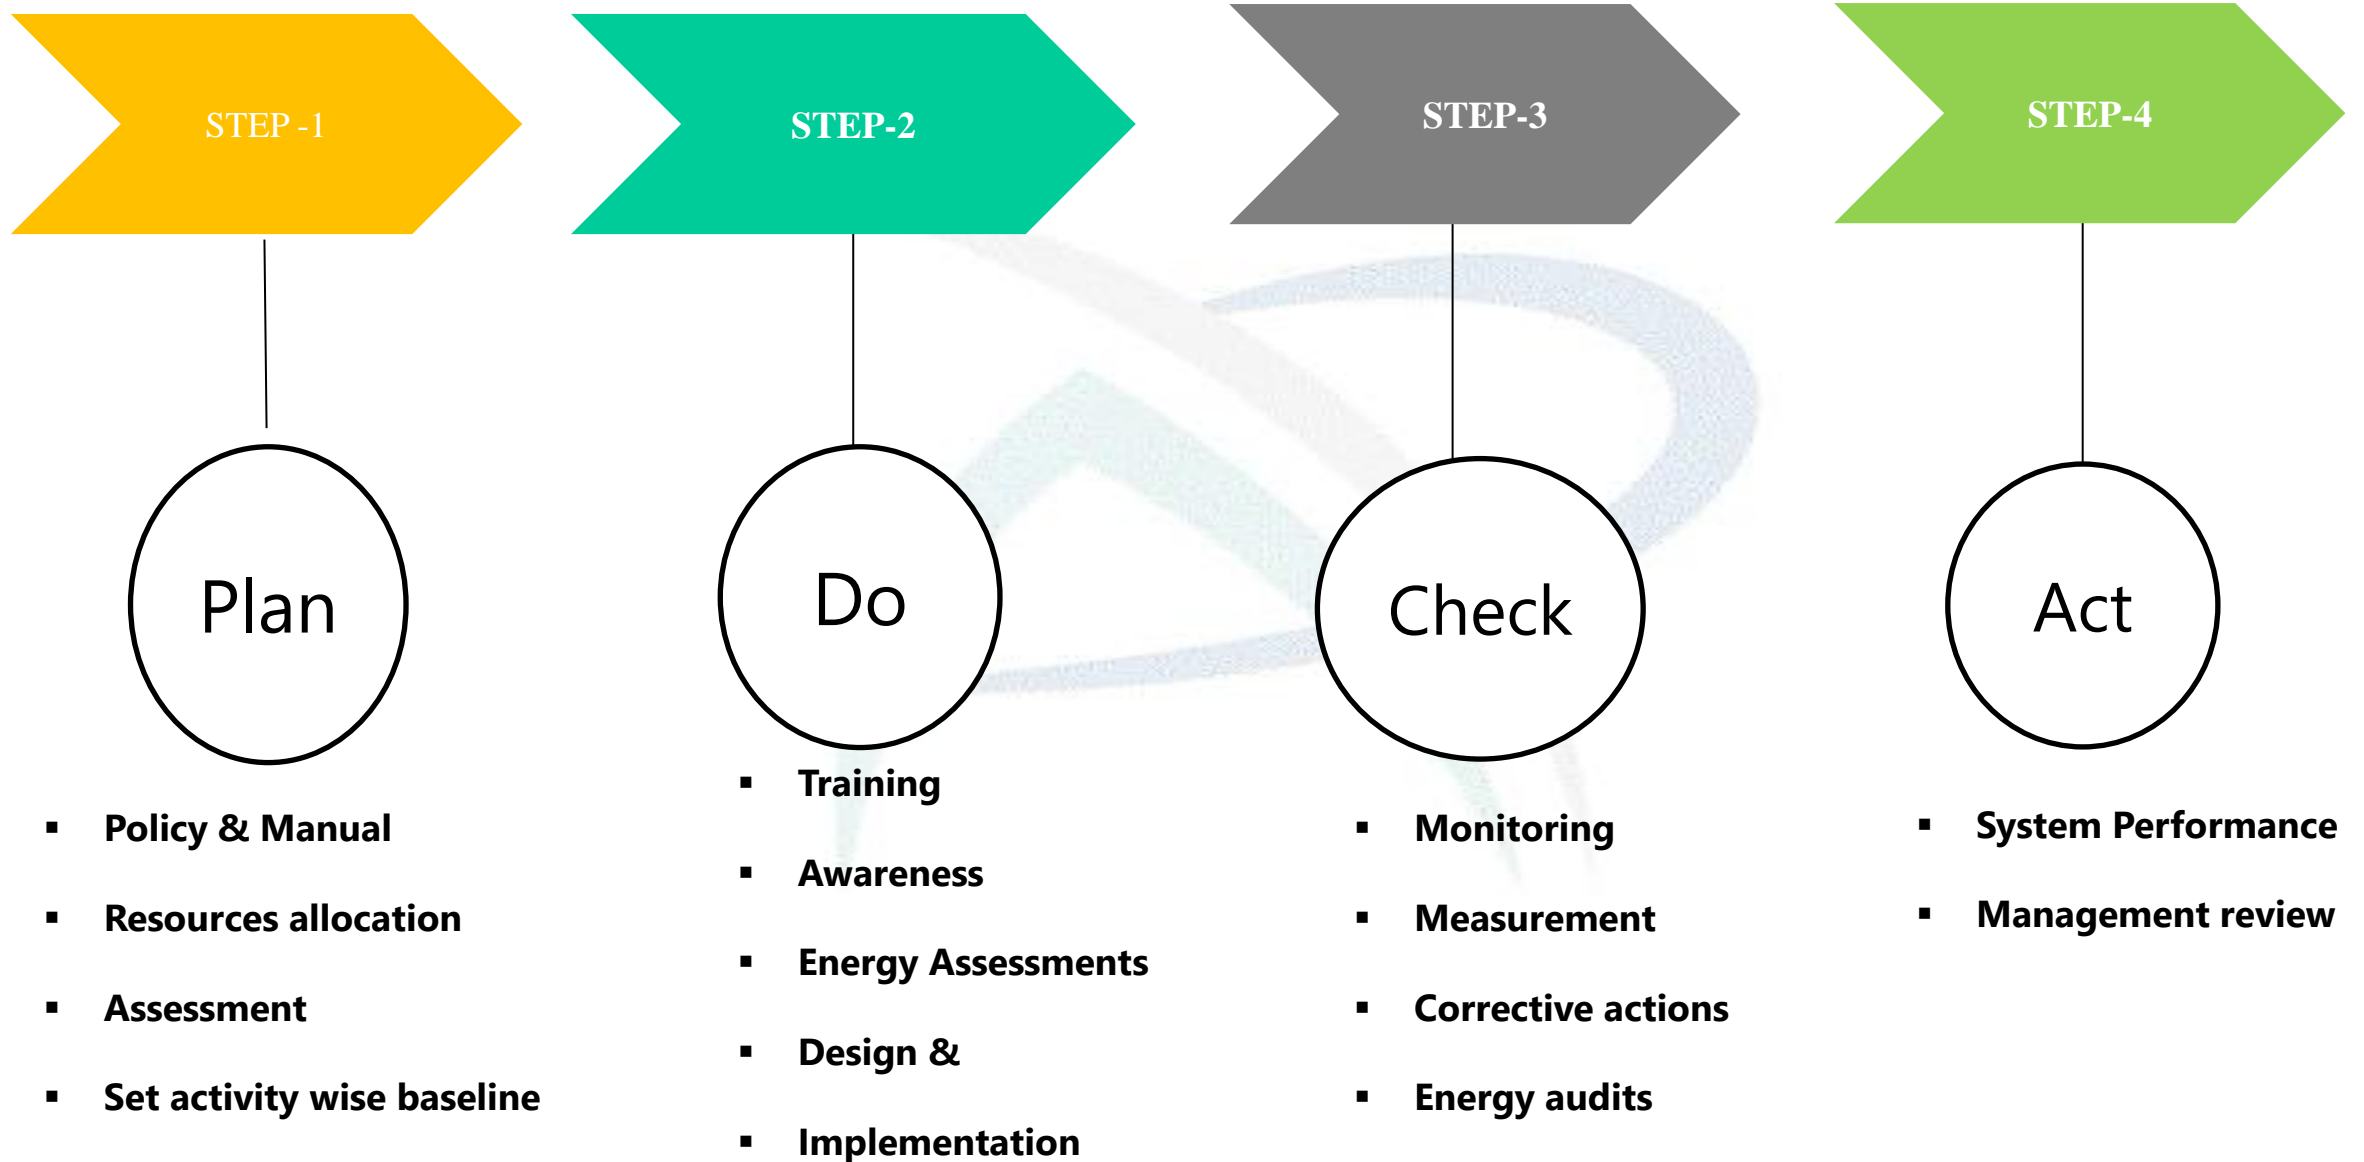 STEP -1
STEP-2
STEP-3
STEP-4
Plan
Do
Check
Act
▪ Policy & Manual
▪ Resources allocation
▪ Assessment
▪ Set activity wise baseline
▪ Training
▪ Awareness
▪ Energy Assessments
▪ Design &
▪ Implementation
▪ Monitoring
▪ Measurement
▪ Corrective actions
▪ Energy audits
▪ System Performance
▪ Management review